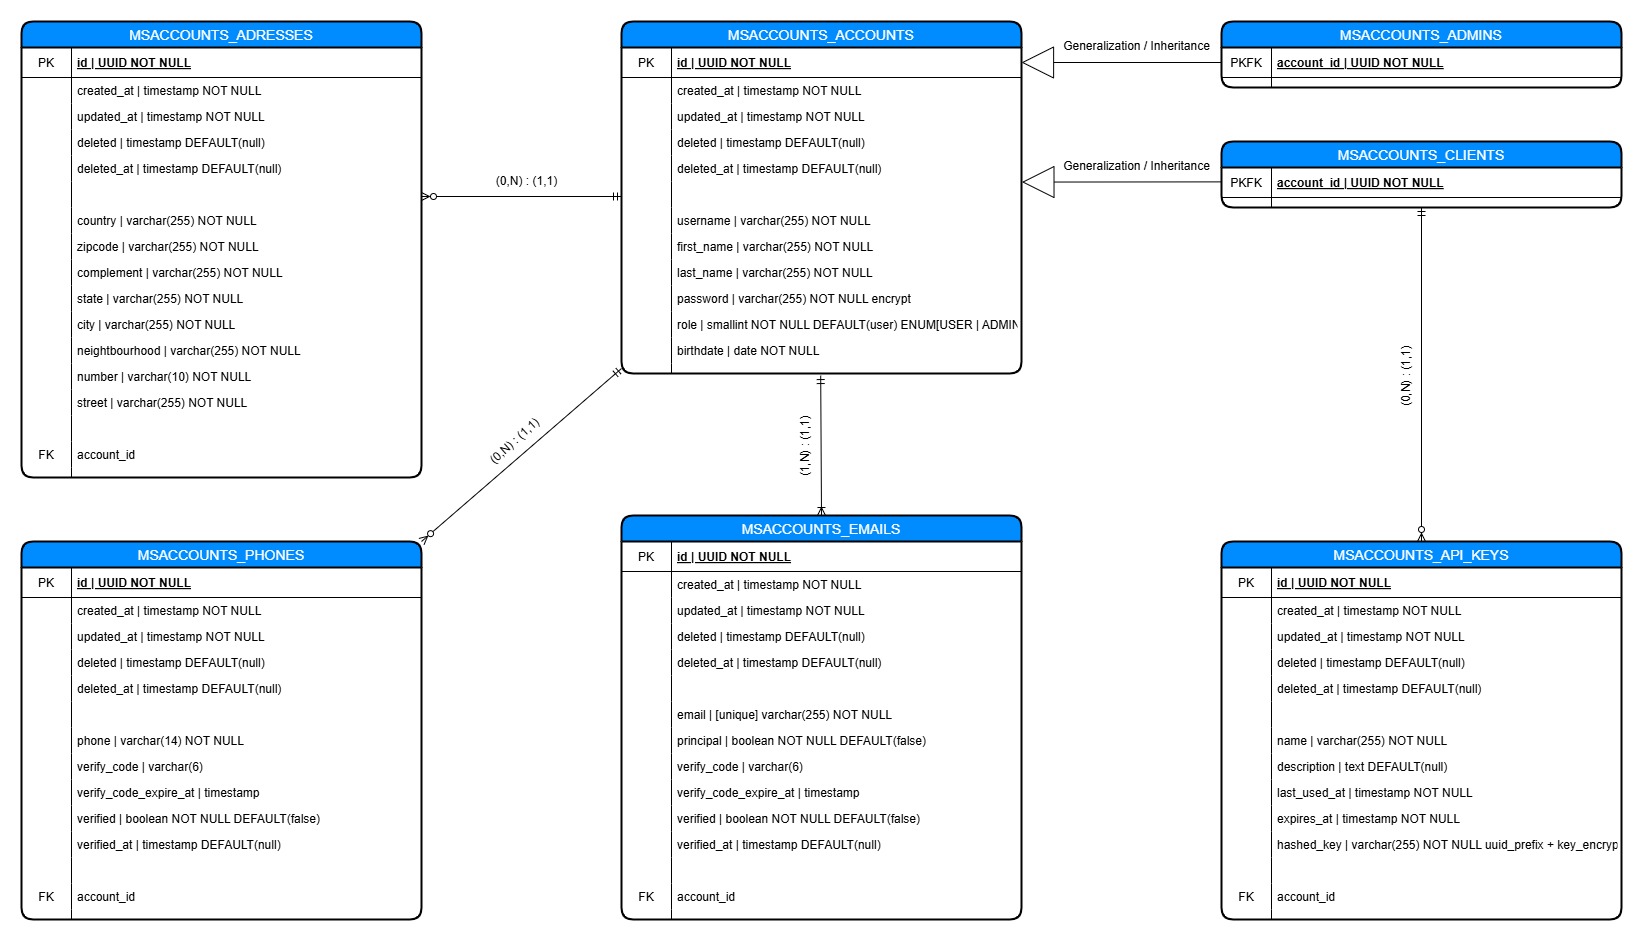 MSACCOUNTS_ADRESSES
PK id | UUID NOT NULL
created_at | timestamp NOT NULL
updated_at | timestamp NOT NULL
deleted | timestamp DEFAULT(null)
deleted_at | timestamp DEFAULT(null)
country | varchar(255) NOT NULL
zipcode | varchar(255) NOT NULL
complement | varchar(255) NOT NULL
state | varchar(255) NOT NULL
city | varchar(255) NOT NULL
neightbourhood | varchar(255) NOT NULL
number | varchar(10) NOT NULL
street | varchar(255) NOT NULL
FK account_id
(0,N) : (1,1)
MSACCOUNTS_ACCOUNTS
PK id | UUID NOT NULL
created_at | timestamp NOT NULL
updated_at | timestamp NOT NULL
deleted | timestamp DEFAULT(null)
deleted_at | timestamp DEFAULT(null)
username | varchar(255) NOT NULL
first_name | varchar(255) NOT NULL
last_name | varchar(255) NOT NULL
password | varchar(255) NOT NULL encrypt
role | smallint NOT NULL DEFAULT(user) ENUM[USER | ADMIN
birthdate | date NOT NULL
Generalization / Inheritance
MSACCOUNTS_ADMINS
PKFK account_id | UUID NOT NULL
Generalization / Inheritance
MSACCOUNTS_CLIENTS
PKFK account_id | UUID NOT NULL
(0,N) : (1,1)
(1,N) : (1,1)
(0,N) : (1,1)
MSACCOUNTS_PHONES
PK id | UUID NOT NULL
created_at | timestamp NOT NULL
updated_at | timestamp NOT NULL
deleted | timestamp DEFAULT(null)
deleted_at | timestamp DEFAULT(null)
phone | varchar(14) NOT NULL
verify_code | varchar(6)
verify_code_expire_at | timestamp
verified | boolean NOT NULL DEFAULT(false)
verified_at | timestamp DEFAULT(null)
FK account_id
MSACCOUNTS_EMAILS
PK id | UUID NOT NULL
created_at | timestamp NOT NULL
updated_at | timestamp NOT NULL
deleted | timestamp DEFAULT(null)
deleted_at | timestamp DEFAULT(null)
email | [unique] varchar(255) NOT NULL
principal | boolean NOT NULL DEFAULT(false)
verify_code | varchar(6)
verify_code_expire_at | timestamp
verified | boolean NOT NULL DEFAULT(false)
verified_at | timestamp DEFAULT(null)
FK account_id
MSACCOUNTS_API_KEYS
PK id | UUID NOT NULL
created_at | timestamp NOT NULL
updated_at | timestamp NOT NULL
deleted | timestamp DEFAULT(null)
deleted_at | timestamp DEFAULT(null)
name | varchar(255) NOT NULL
description | text DEFAULT(null)
last_used_at | timestamp NOT NULL
expires_at | timestamp NOT NULL
hashed_key | varchar(255) NOT NULL uuid_prefix + key_encryp
FK account_id